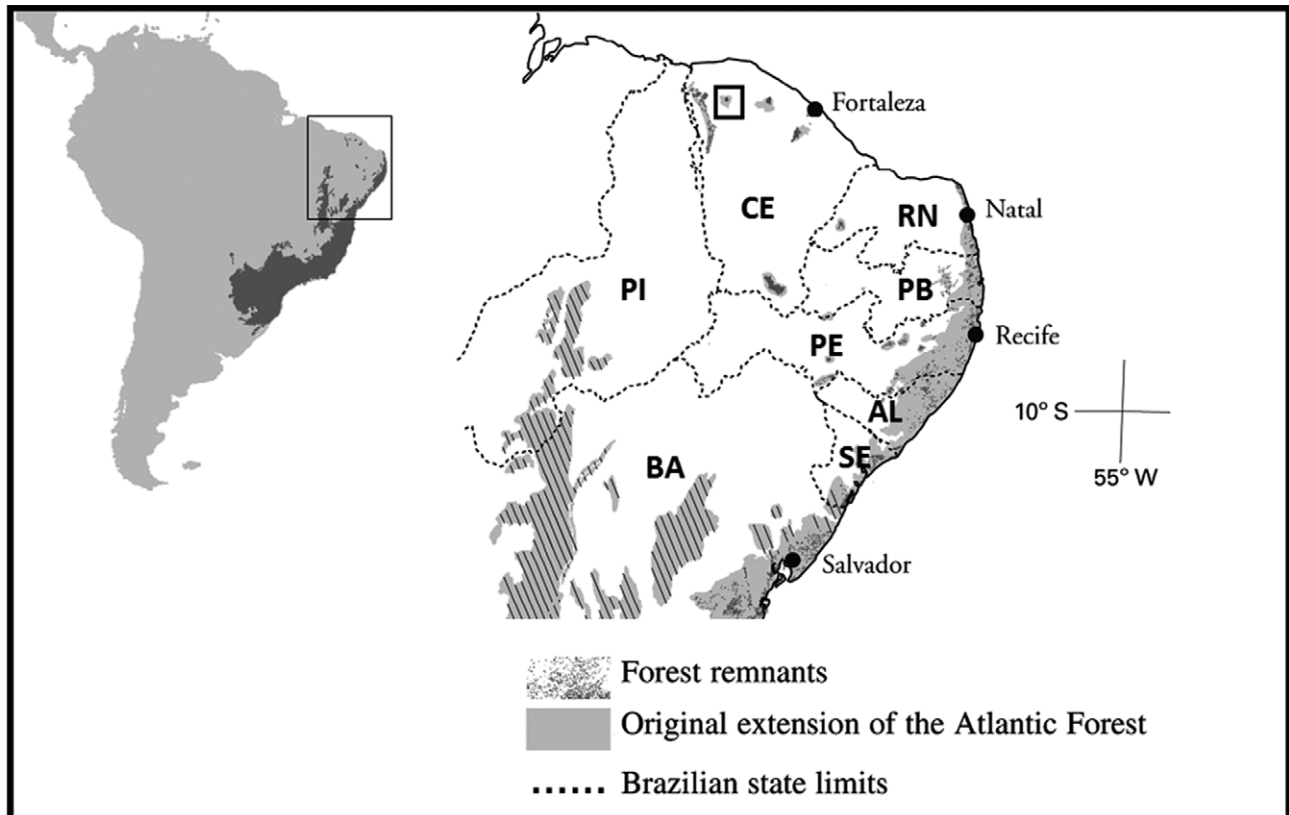 Fortaleza
CE
RN
Natal
PI
PB
PE
Recife
AL
10° S
SE
BA
55° W
Salvador
Forest remnants
Original extension of the Atlantic Forest
Brazilian state limits